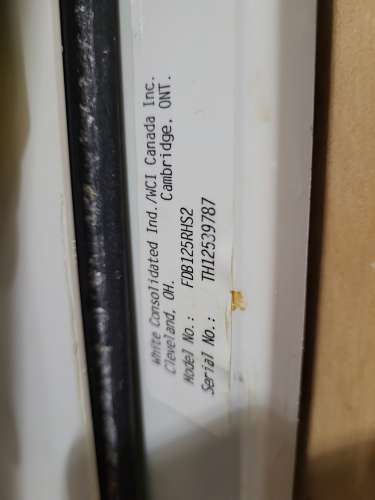 White Consolidated Ind./WCI Canada Inc.
Cleveland, OH. Cambridge, ONT.
Model No.: FDB125RHS2
Serial No.: TH12539787